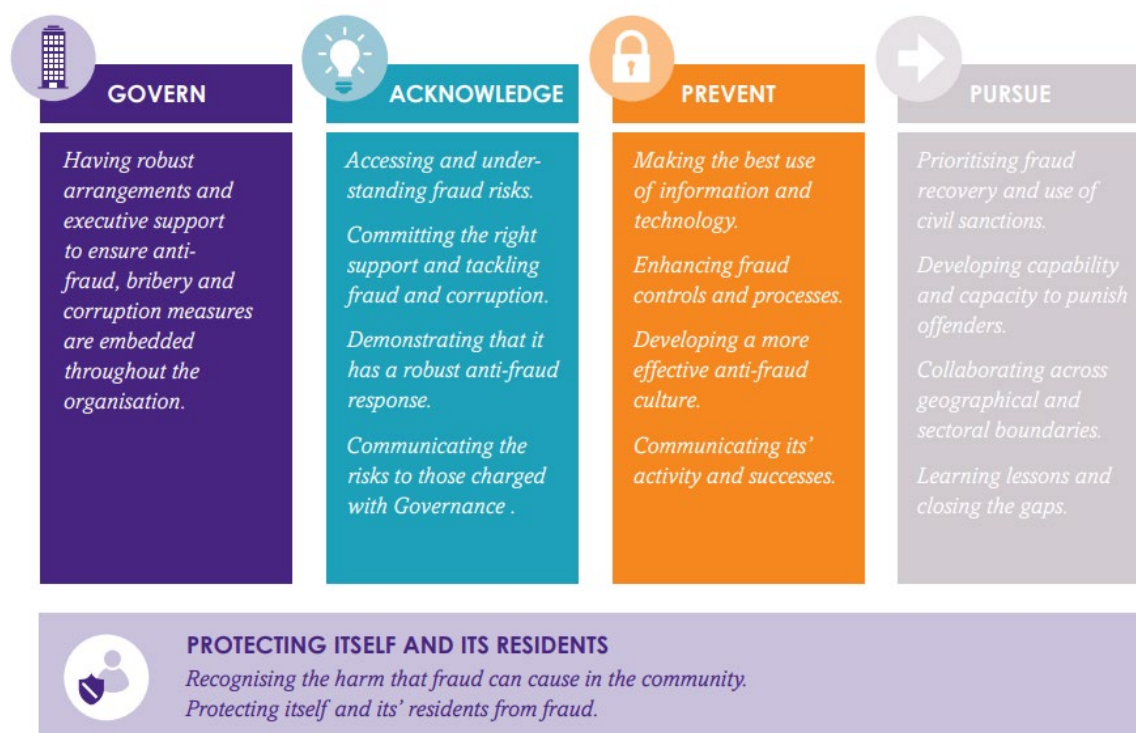 GOVERN
Having robust
arrangements and
executive support
to ensure anti-
fraud, bribery and
corruption measures
are embedded
throughout the
organisation.
ACKNOWLEDGE
Accessing and under-
standing fraud risks.
Committing the right
support and tackling
fraud and corruption.
Demonstrating that it
has a robust anti-fraud
response.
Communicating the
risks to those charged
with Governance .
PREVENT
Making the best use
of information and
technology.
Enhancing fraud
controls and processes.
Developing a more
effective anti-fraud
culture.
Communicating its’
activity and successes.
PURSUE
Prioritising fraud
recovery and use of
civil sanctions.
Developing capability
and capacity to punish
offenders.
Collaborating across
geographical and
sectoral boundaries.
Learning lessons and
closing the gaps.
PROTECTING ITSELF AND ITS RESIDENTS
Recognising the harm that fraud can cause in the community.
Protecting itself and its’ residents from fraud.